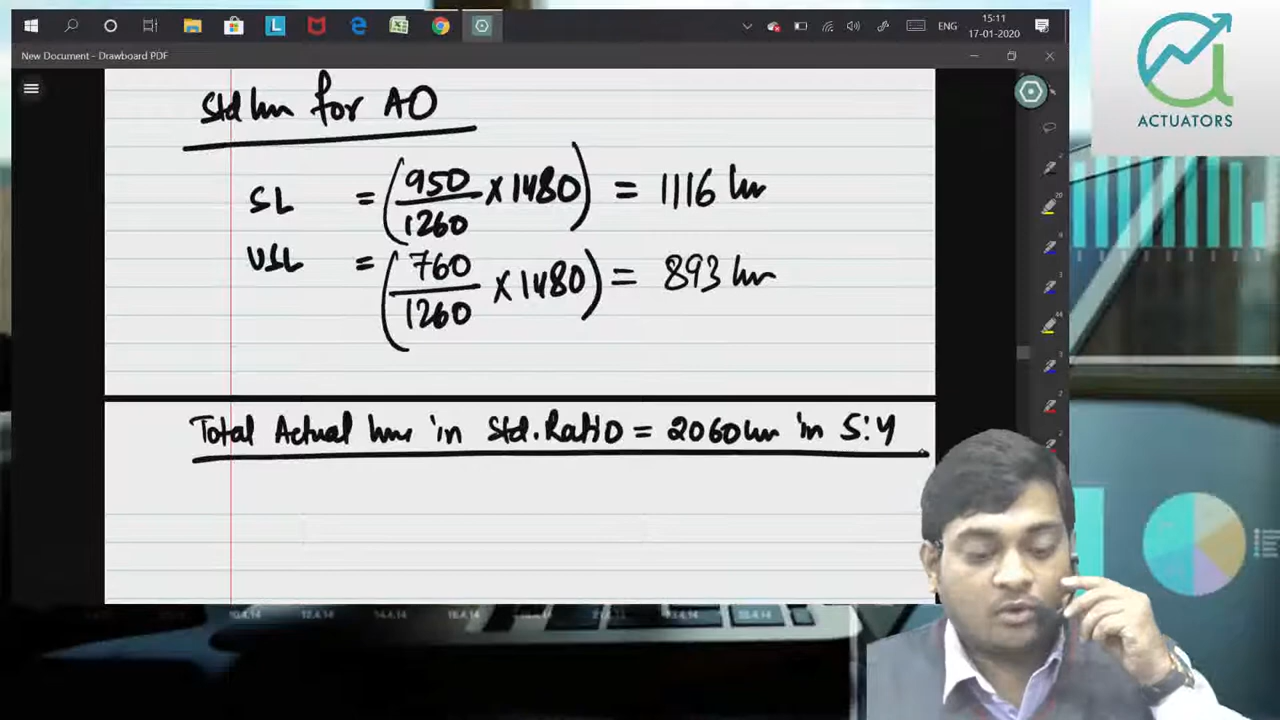 15:11
ENG
17-01-2020
New Document - Drawboard PDF
ACTUATORS
Std hr for AO
SL = (950/1260 × 1480) = 1116 hr
USL = (760/1260 × 1480) = 893 hr
Total Actual hrs in Std. Ratio = 2060 hr in 5:4